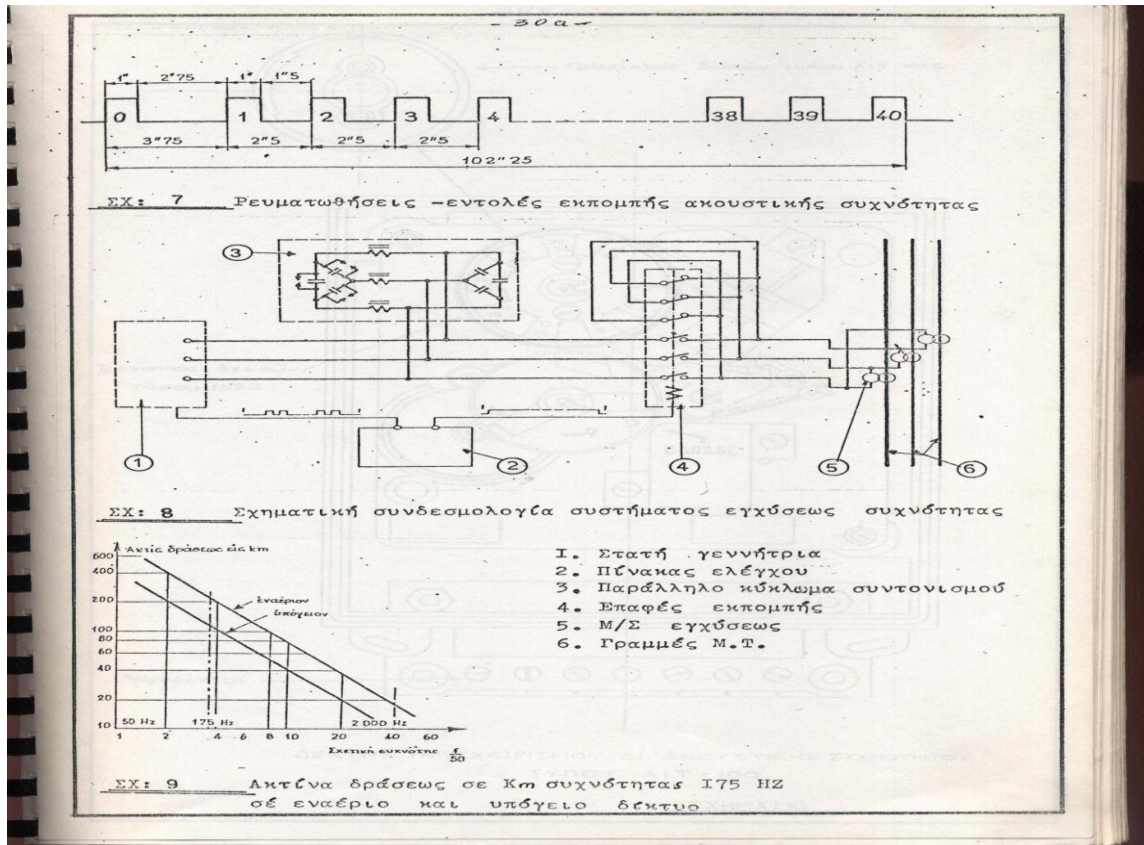 - 30α -
1" 2"75 1" 1"5
0 1 2 3 4 38 39 40
3"75 2"5 2"5 2"5
102"25
ΣΧ: 7 Ρευματωθήσεις -εντολές εκπομπής ακουστικής συχνότητας
3
1
2
4
5
6
ΣΧ: 8 Σχηματική συνδεσμολογία συστήματος εγχύσεως συχνότητας
Ακτίς δράσεως εις km
600
400
200
100
80
60
40
20
10
εναέριον
υπόγειον
50 Hz 175 Hz 2000 Hz
1 2 4 6 8 10 20 40 60
Σχετική συχνότης f/50
Ι. Στατή γεννήτρια
2. Πίνακας ελέγχου
3. Παράλληλο κύκλωμα συντονισμού
4. Επαφές εκπομπής
5. Μ/Σ εγχύσεως
6. Γραμμές Μ.Τ.
ΣΧ: 9 Ακτίνα δράσεως σε Km συχνότητας Ι75 HZ
σέ εναέριο και υπόγειο δίκτυο